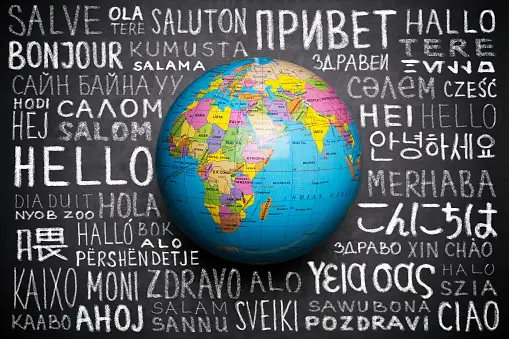 SALVE OLA SALUTON ПРИВЕТ HALLO
TERE
BONJOUR KUMUSTA TERE
SALAMA ЗДРАВЕИ
САЙН БАЙНА УУ СӘЛЕМ CZEŚĆ
HODI САЛОМ HEI HELLO
HEJ SALOM 안녕하세요
HELLO MERHABA
DIA DUIT HOLA
NYOB ZOO こんにちは
喂 HALLÓ BOK
ALO ЗДРАВО XIN CHÀO
PËRSHËNDETJE HALO
KAIXO MONI ZDRAVO ALO γεια σας SZIA
KAABO AHOJ SALAM SVEIKI SAWUBONA CIAO
SANNU POZDRAVI